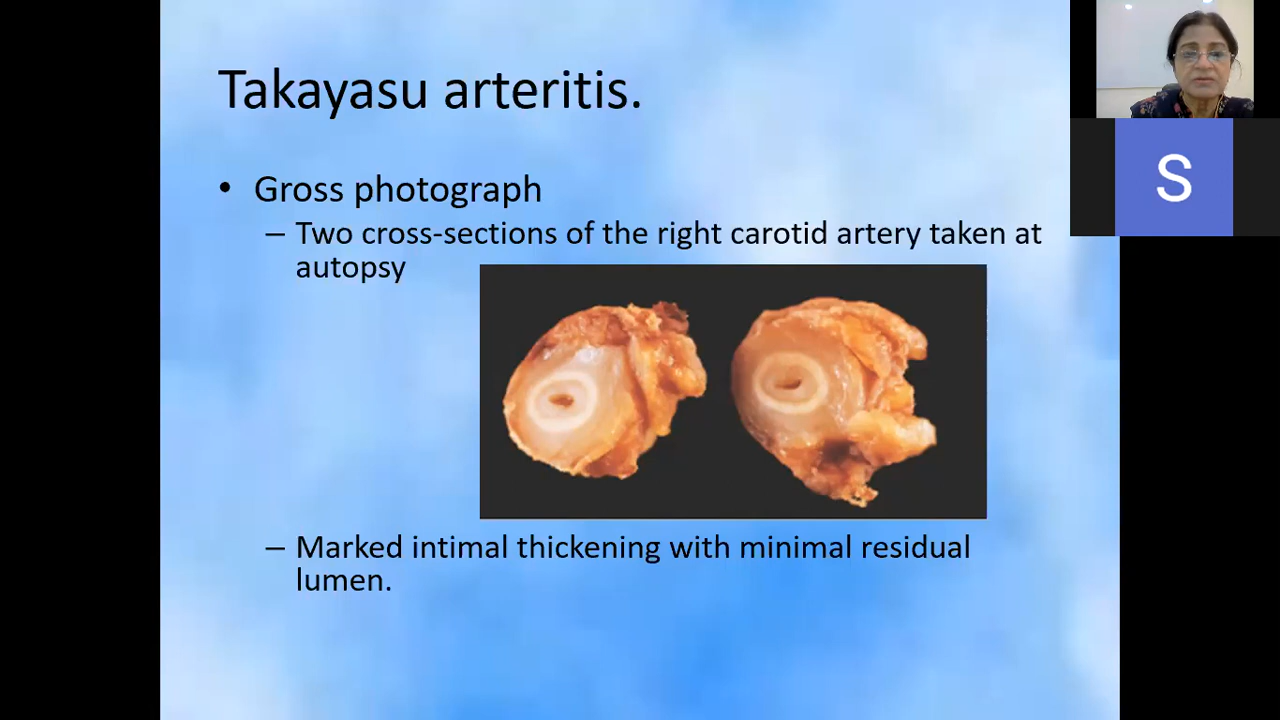 Takayasu arteritis.
• Gross photograph
– Two cross-sections of the right carotid artery taken at
autopsy
– Marked intimal thickening with minimal residual
lumen.
S